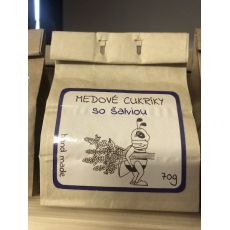 MEDOVÉ CUKRÍKY
so šalviou
hand made
70g